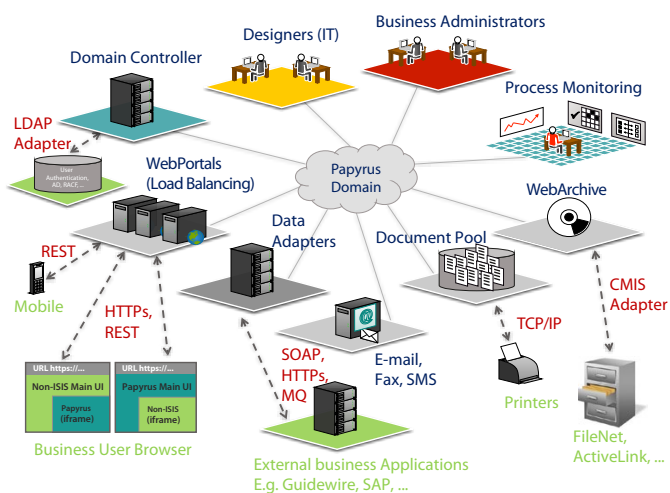 Business Administrators
Designers (IT)
Domain Controller
Process Monitoring
LDAP
Adapter
User
Authentication,
AD, RACF, ...
WebPortals
(Load Balancing)
Papyrus
Domain
WebArchive
Data
Adapters
Document Pool
REST
Mobile
HTTPs,
REST
CMIS
Adapter
TCP/IP
SOAP,
HTTPs,
MQ
E-mail,
Fax, SMS
URL https://...
Non-ISIS Main UI
Papyrus
(iframe)
URL https://...
Papyrus Main UI
Non-ISIS
(iframe)
Business User Browser
Printers
FileNet,
ActiveLink, ...
External business Applications
E.g. Guidewire, SAP, ...